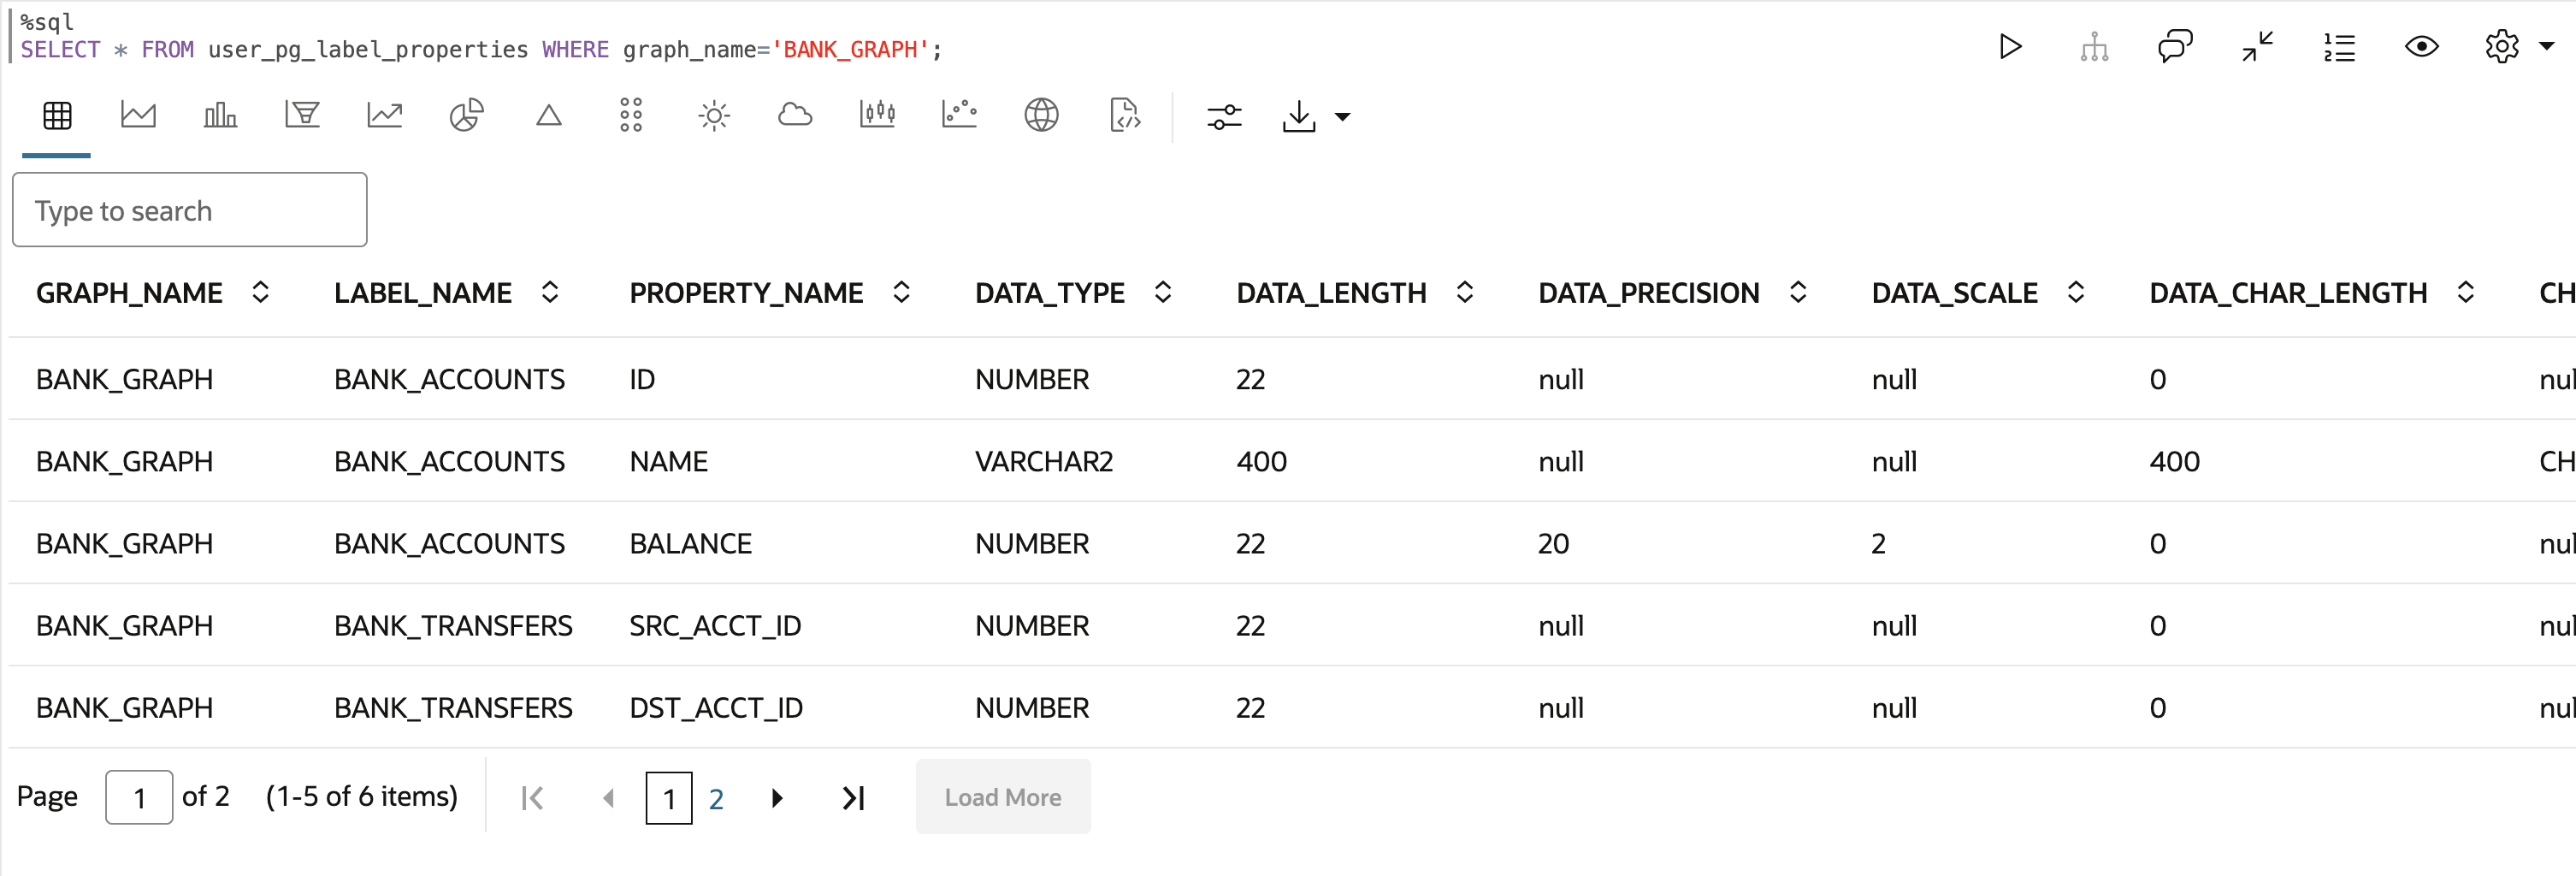 %sql
SELECT * FROM user_pg_label_properties WHERE graph_name='BANK_GRAPH';
Type to search
GRAPH_NAME LABEL_NAME PROPERTY_NAME DATA_TYPE DATA_LENGTH DATA_PRECISION DATA_SCALE DATA_CHAR_LENGTH CH
BANK_GRAPH BANK_ACCOUNTS ID NUMBER 22 null null 0 nul
BANK_GRAPH BANK_ACCOUNTS NAME VARCHAR2 400 null null 400 CH
BANK_GRAPH BANK_ACCOUNTS BALANCE NUMBER 22 20 2 0 nul
BANK_GRAPH BANK_TRANSFERS SRC_ACCT_ID NUMBER 22 null null 0 nul
BANK_GRAPH BANK_TRANSFERS DST_ACCT_ID NUMBER 22 null null 0 nul
Page 1 of 2 (1-5 of 6 items) 1 2 Load More